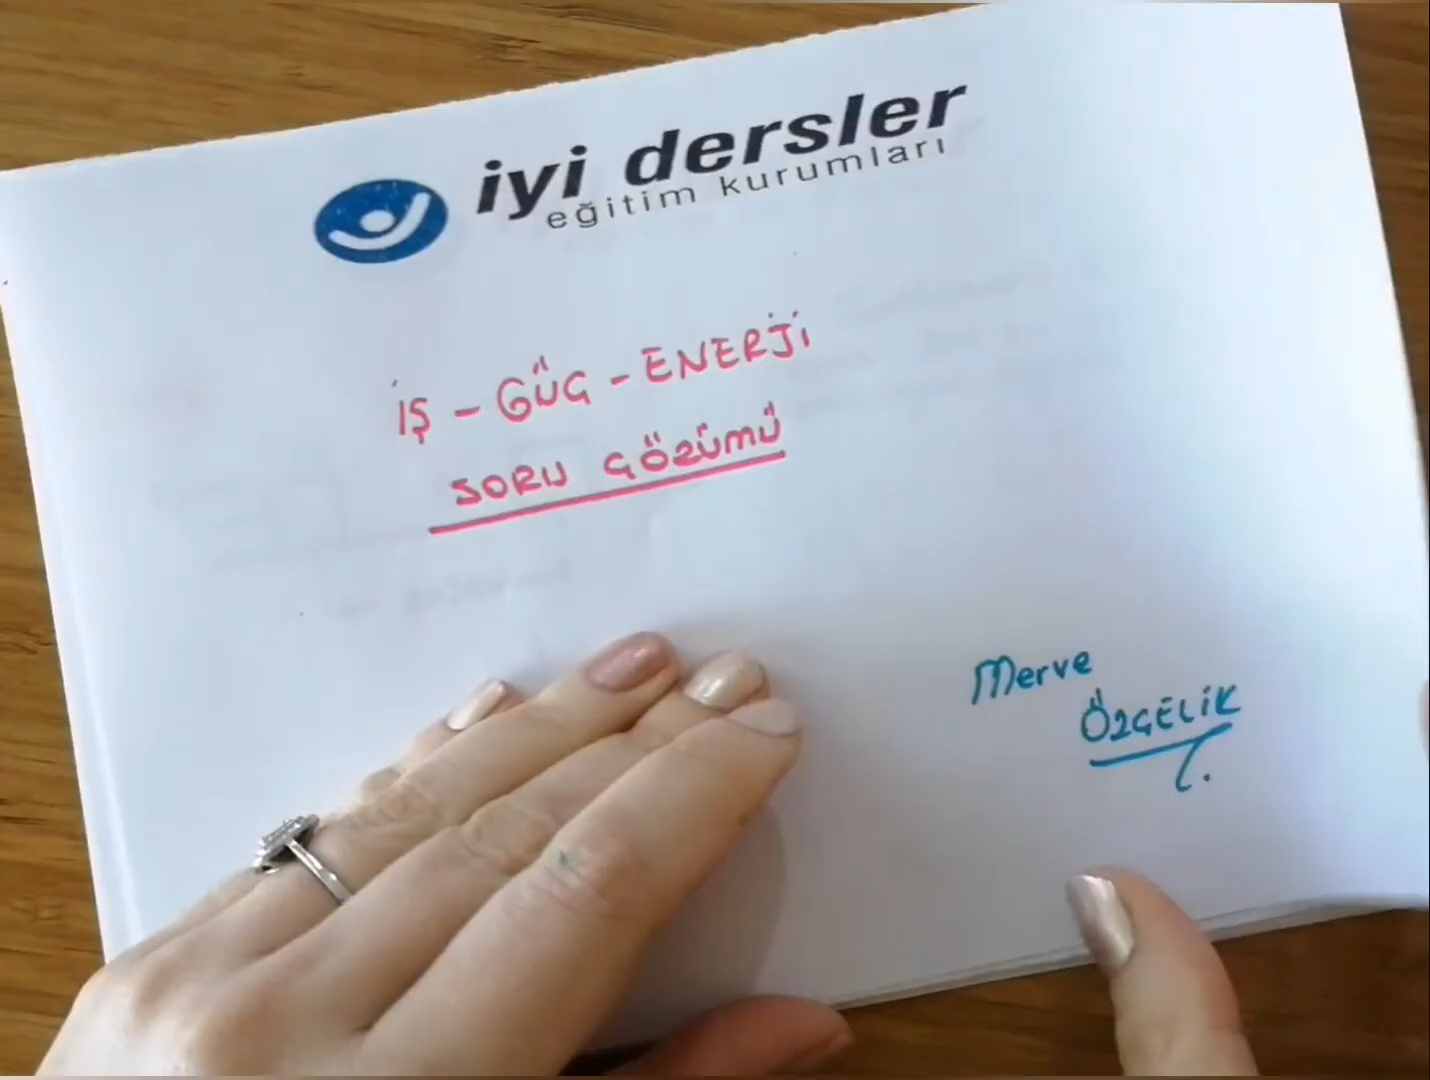 iyi dersler
eğitim kurumları
İŞ - GÜÇ - ENERJİ
SORU ÇÖZÜMÜ
Merve
ÖZÇELİK